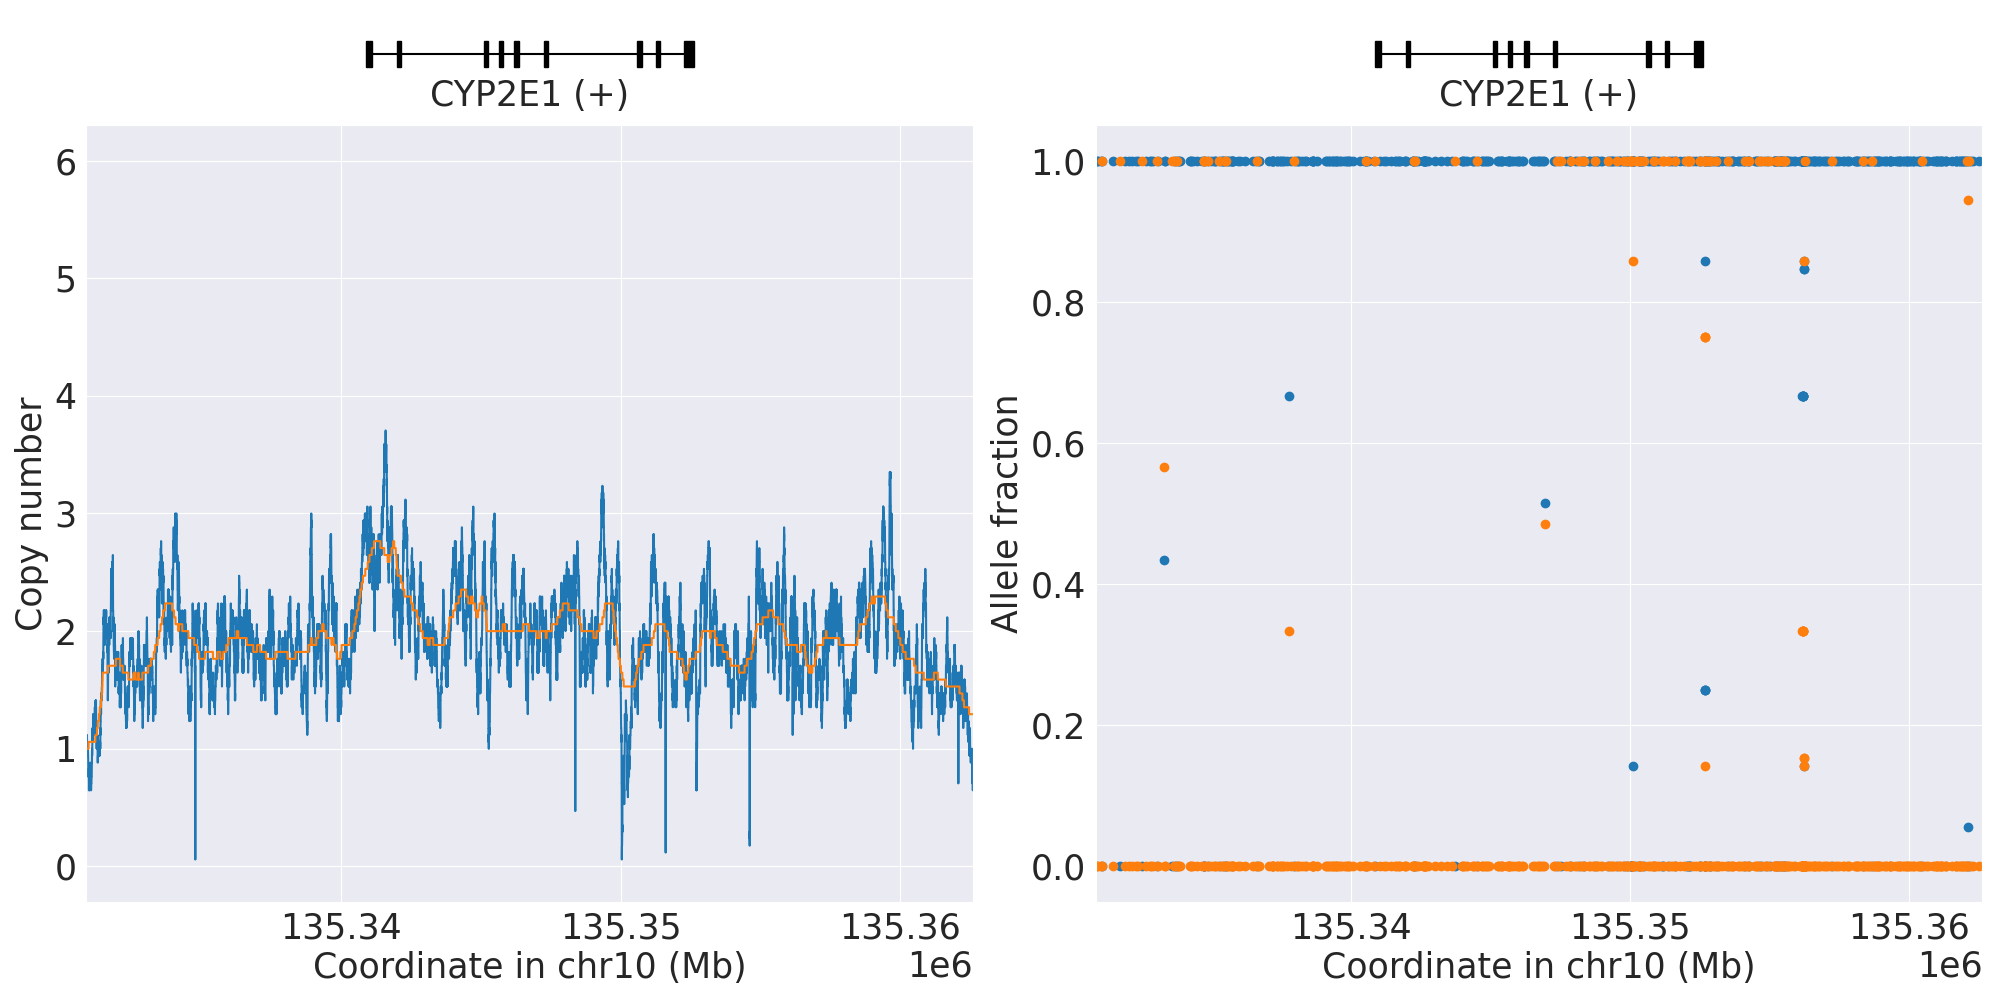 CYP2E1 (+)
6
5
4
3
2
1
0
Copy number
135.34
135.35
135.36
Coordinate in chr10 (Mb)
1e6
CYP2E1 (+)
1.0
0.8
0.6
0.4
0.2
0.0
Allele fraction
135.34
135.35
135.36
Coordinate in chr10 (Mb)
1e6